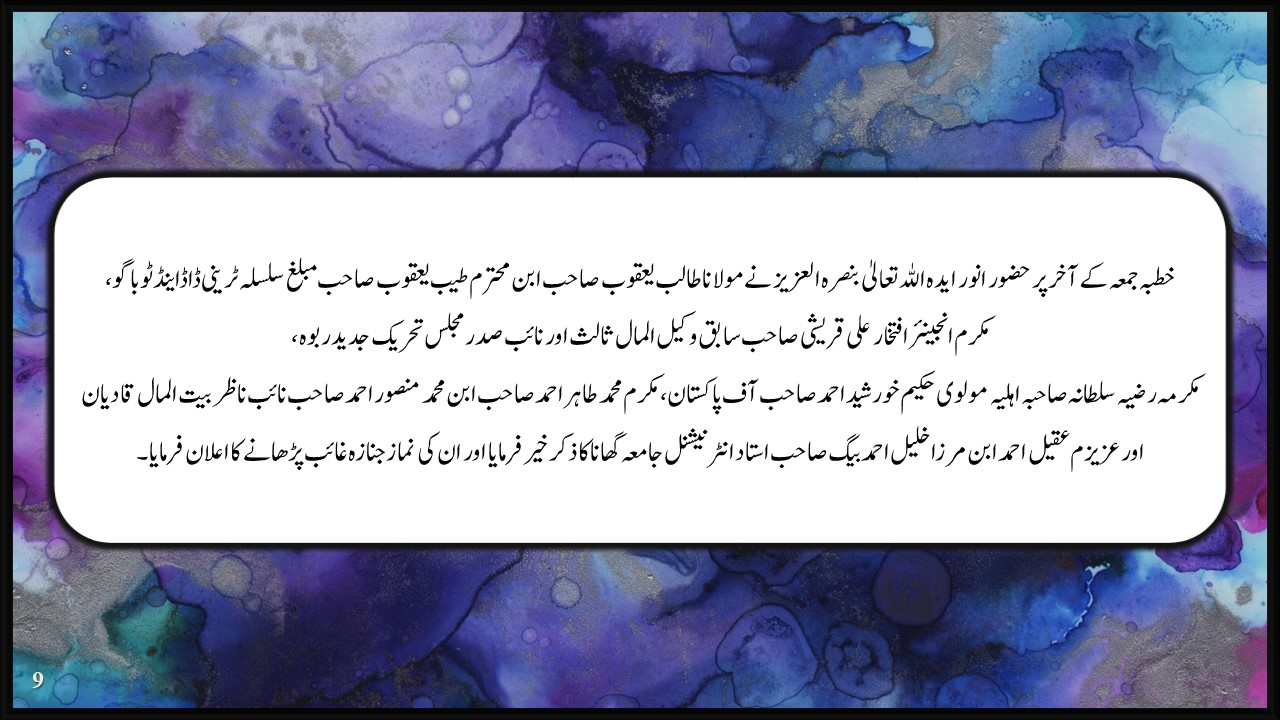 خطبہ جمعہ کے آخر پر حضور انور ایدہ اللہ تعالیٰ بنصرہ العزیز نے مولانا طالب یعقوب صاحب ابن محترم طیب یعقوب صاحب مبلغ سلسلہ ٹرینی ڈاڈ اینڈ ٹوباگو،
مکرم انجینئر افتخار علی قریشی صاحب سابق وکیل المال ثالث اور نائب صدر مجلس تحریک جدید ربوہ،
مکرمہ رضیہ سلطانہ صاحبہ اہلیہ مولوی حکیم خورشید احمد صاحب آف پاکستان، مکرم محمد طاہر احمد صاحب ابن محمد منصور احمد صاحب نائب ناظر بیت المال قادیان
اور عزیزم عقیل احمد ابن مرزا خلیل احمد بیگ صاحب استاد انٹرنیشنل جامعہ گھانا کا ذکر خیر فرمایا اور ان کی نماز جنازہ غائب پڑھانے کا اعلان فرمایا۔
9